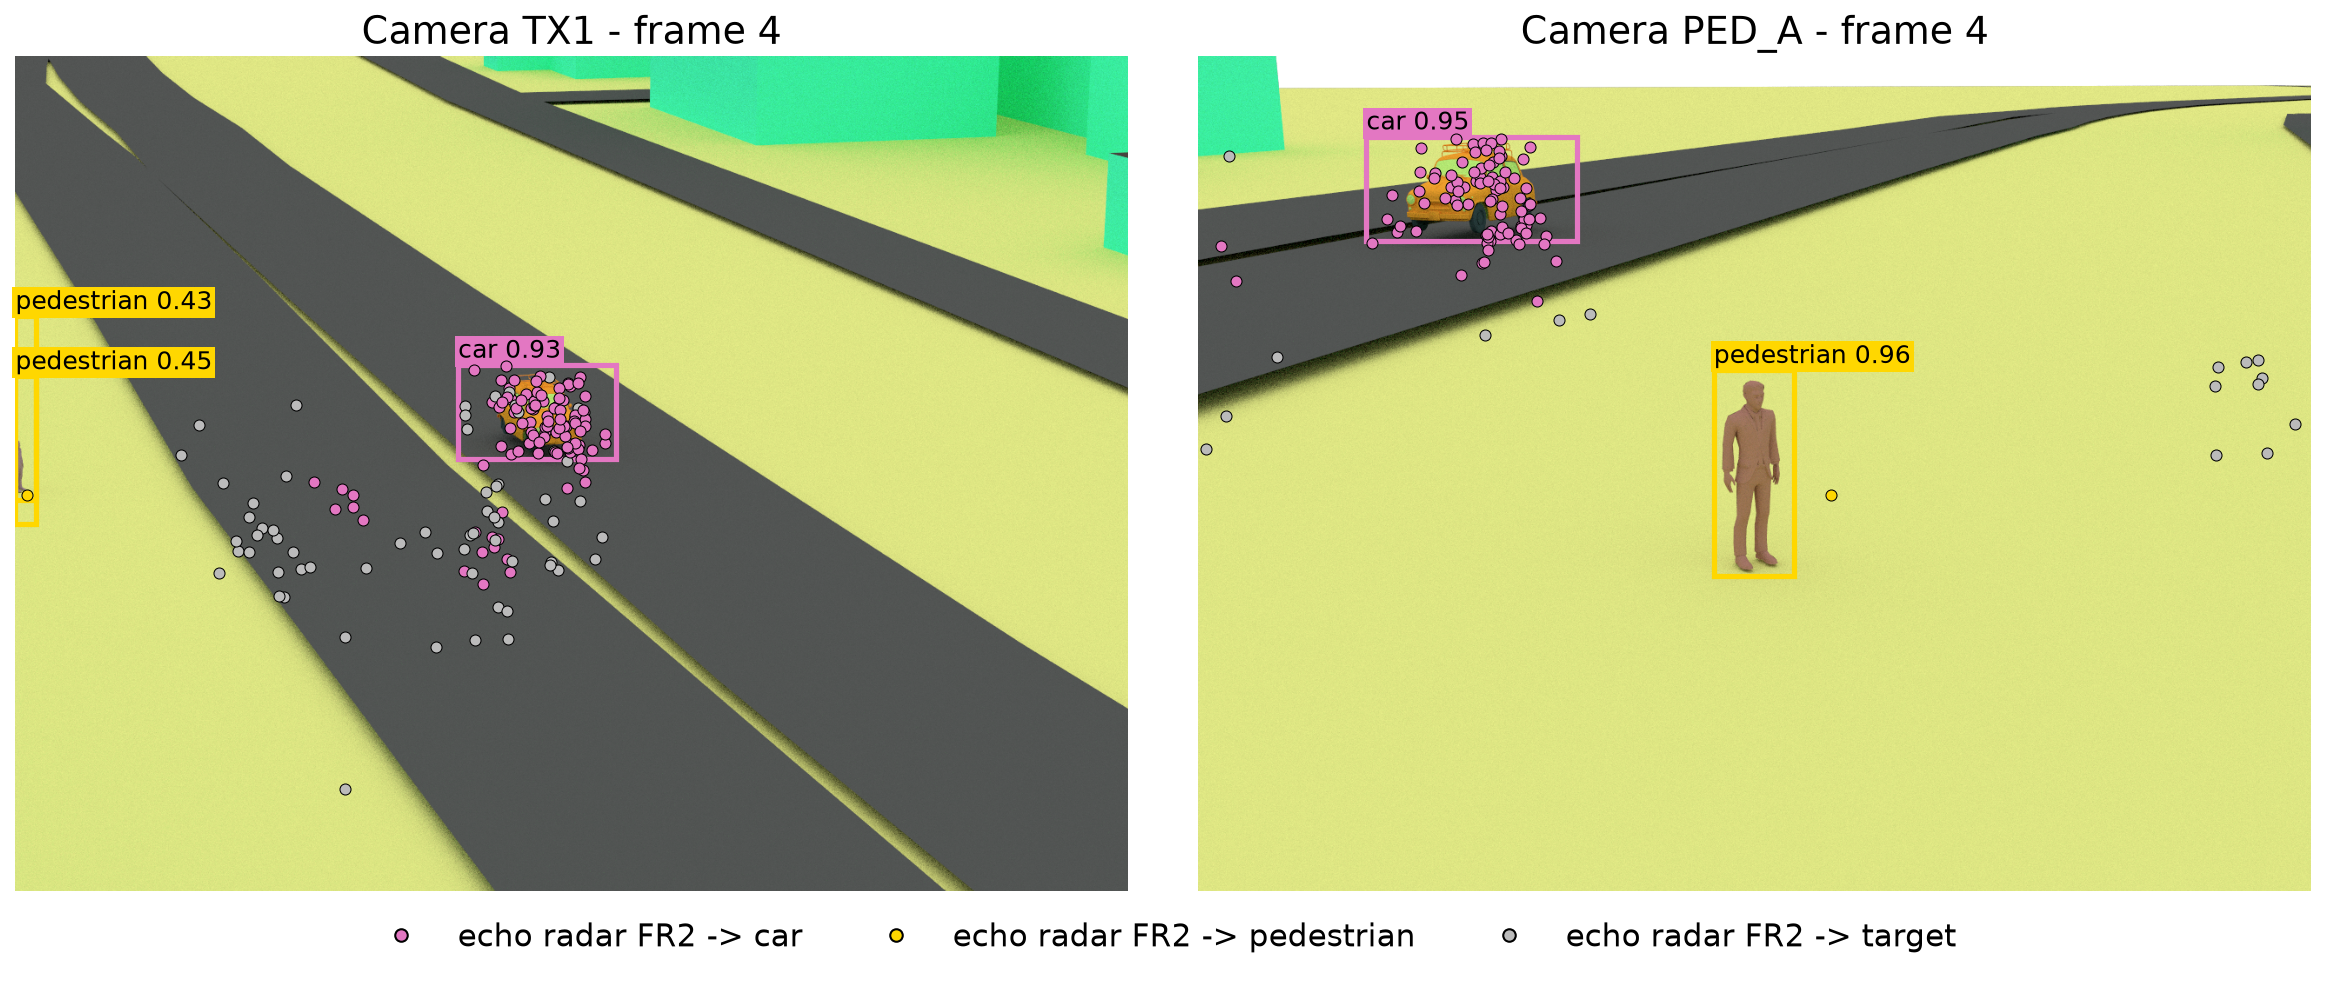 Camera TX1 - frame 4
pedestrian 0.43
pedestrian 0.45
car 0.93
Camera PED_A - frame 4
car 0.95
pedestrian 0.96
echo radar FR2 -> car
echo radar FR2 -> pedestrian
echo radar FR2 -> target